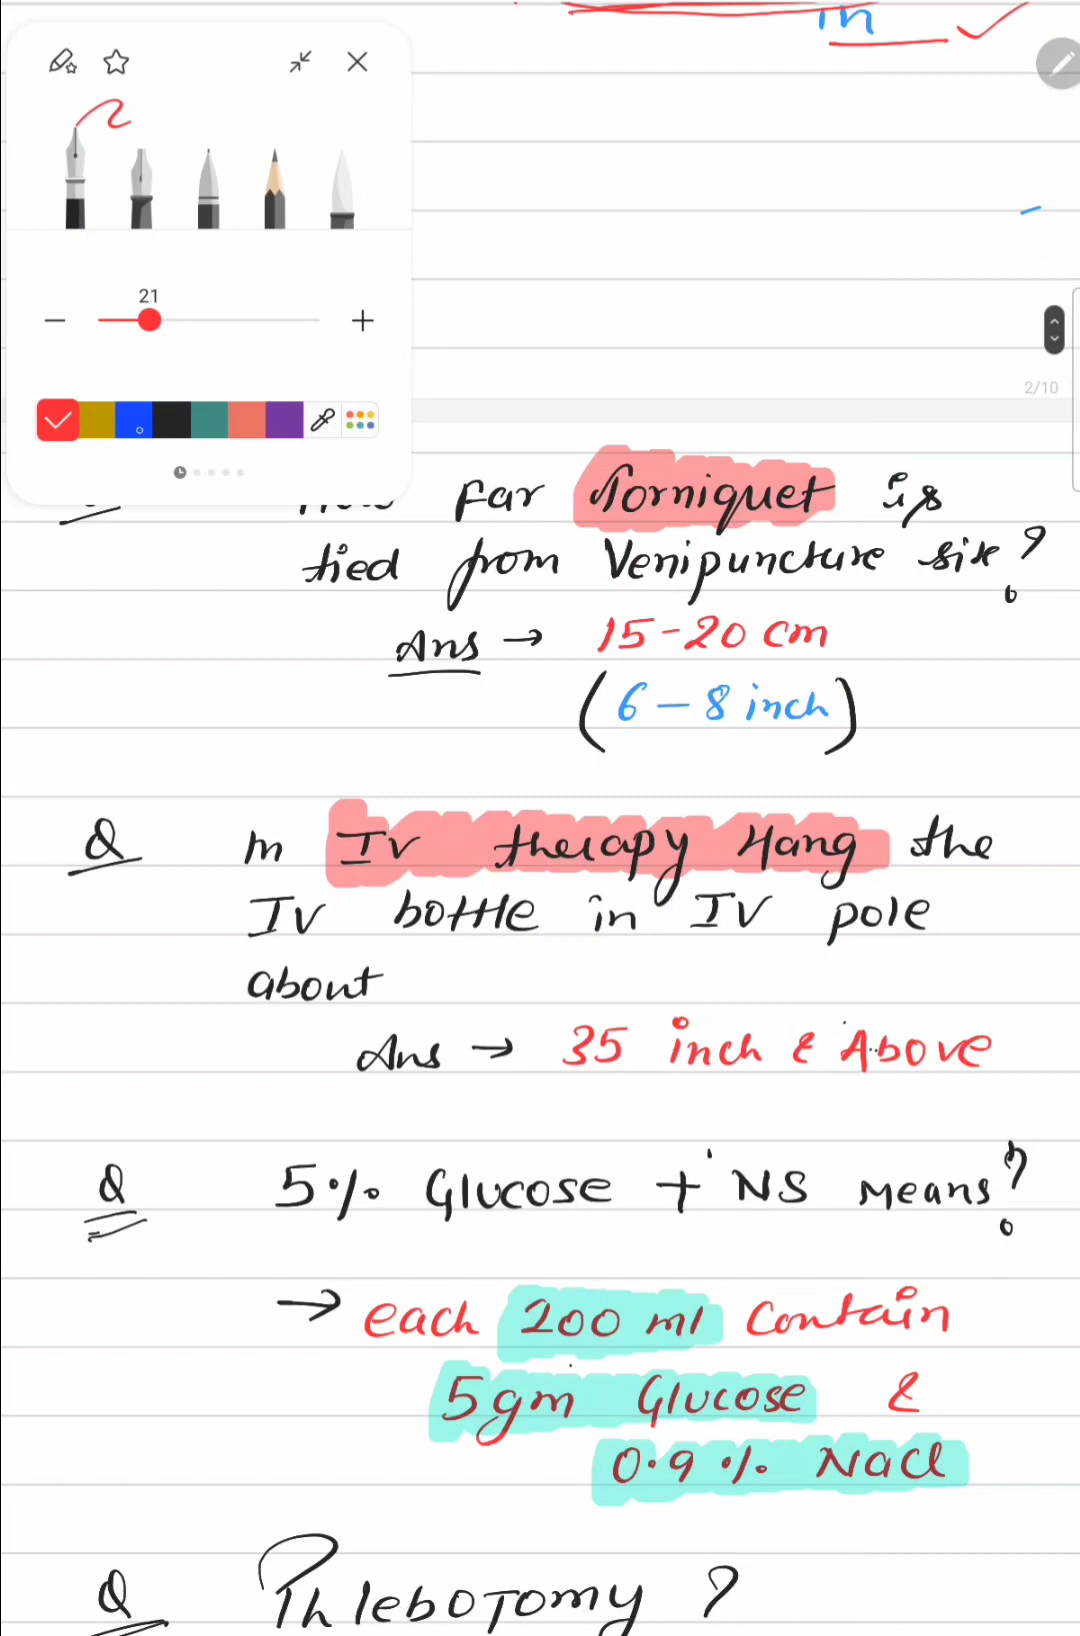 in
21
2/10
far Torniquet is
tied from Venipuncture site?
Ans → 15-20 cm
(6 – 8 inch)
Q In IV therapy Hang the
IV bottle in IV pole
about
Ans → 35 inch & Above
Q 5% Glucose + NS Means?
→ each 200 ml Contain
5gm Glucose &
0.9 % Nacl
Q Phlebotomy ?